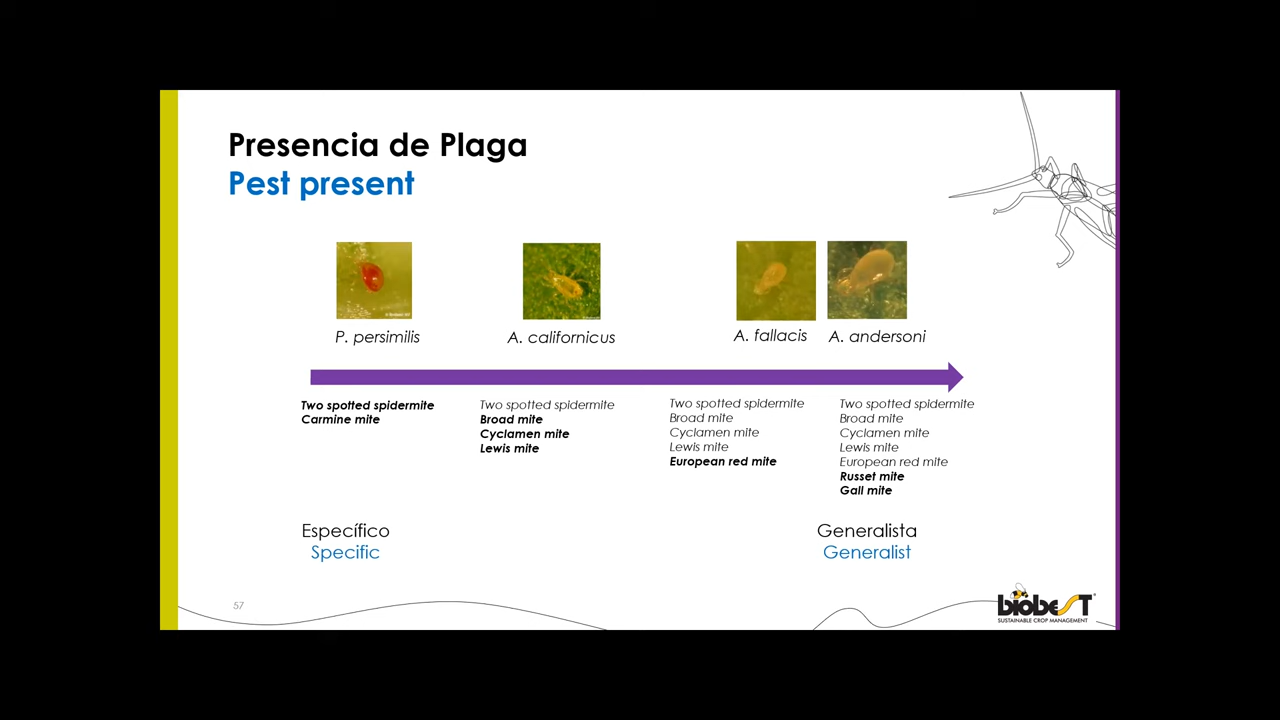 Presencia de Plaga
Pest present
P. persimilis
A. californicus
A. fallacis
A. andersoni
Two spotted spidermite
Carmine mite
Two spotted spidermite
Broad mite
Cyclamen mite
Lewis mite
Two spotted spidermite
Broad mite
Cyclamen mite
Lewis mite
European red mite
Two spotted spidermite
Broad mite
Cyclamen mite
Lewis mite
European red mite
Russet mite
Gall mite
Específico
Specific
Generalista
Generalist
57
biobesT
SUSTAINABLE CROP MANAGEMENT